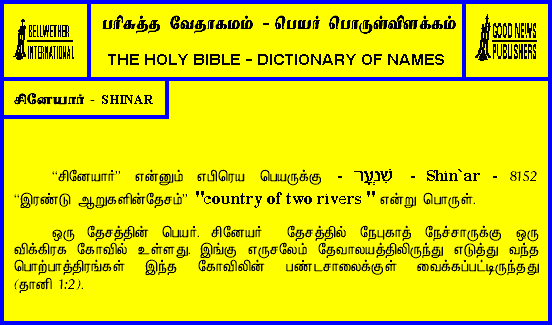 BELLWETHER
INTERNATIONAL
பரிசுத்த வேதாகமம் - பெயர் பொருள்விளக்கம்
THE HOLY BIBLE - DICTIONARY OF NAMES
GOOD NEWS
PUBLISHERS
சினேயார் - SHINAR
“சினேயார்” என்னும் எபிரெய பெயருக்கு - שִׁנְעָר - Shin`ar - 8152
“இரண்டு ஆறுகளின்தேசம்” "country of two rivers " என்று பொருள்.
ஒரு தேசத்தின் பெயர். சினேயார் தேசத்தில் நேபுகாத் நேச்சாருக்கு ஒரு
விக்கிரக கோவில் உள்ளது. இங்கு எருசலேம் தேவாலயத்திலிருந்து எடுத்து வந்த
பொற்பாத்திரங்கள் இந்த கோவிலின் பண்டசாலைக்குள் வைக்கப்பட்டிருந்தது
(தானி 1:2).